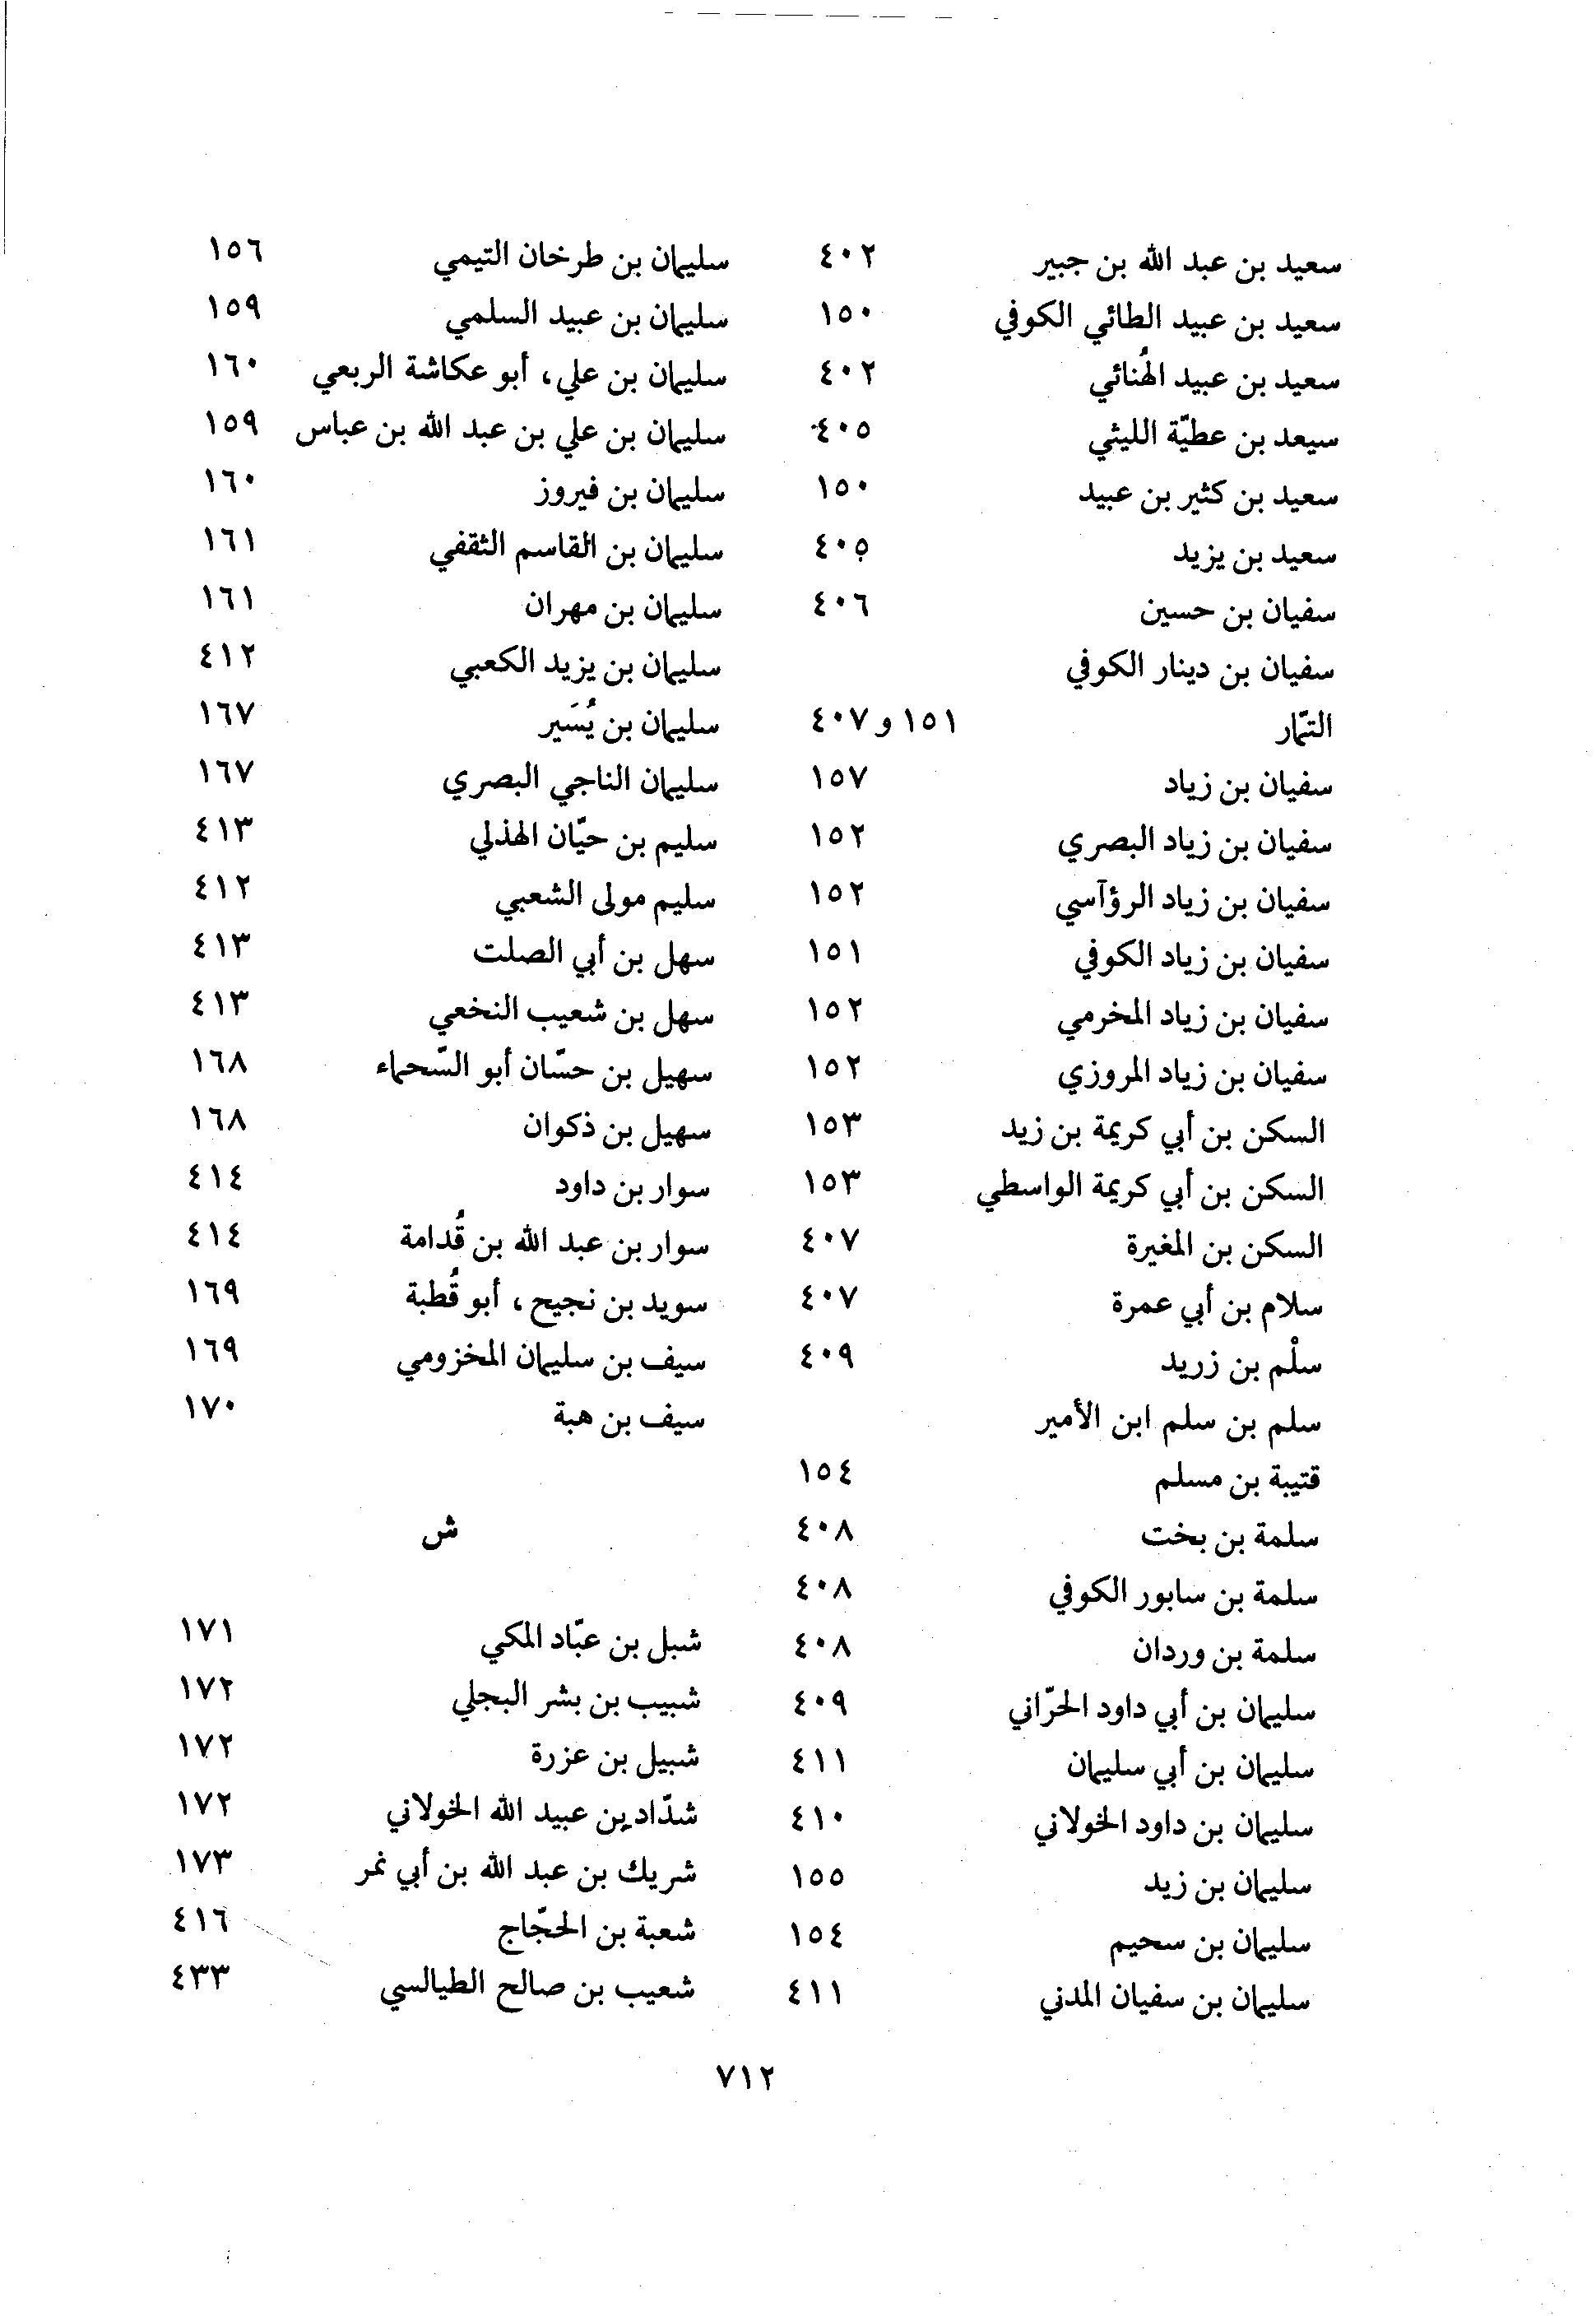 سعيد بن عبد الله بن جبير ٤٠٢
سعيد بن عبيد الطائي الكوفي ١٥٠
سعيد بن عبيد الهُنائي ٤٠٢
سيعد بن عطيّة الليثي ٤٠٥
سعيد بن كثير بن عبيد ١٥٠
سعيد بن يزيد ٤٠٥
سفيان بن حسين ٤٠٦
سفيان بن دينار الكوفي
التمّار ١٥١ و ٤٠٧
سفيان بن زياد ١٥٧
سفيان بن زياد البصري ١٥٢
سفيان بن زياد الرؤآسي ١٥٢
سفيان بن زياد الكوفي ١٥١
سفيان بن زياد المخرمي ١٥٢
سفيان بن زياد المروزي ١٥٢
السكن بن أبي كريمة بن زيد ١٥٣
السكن بن أبي كريمة الواسطي ١٥٣
السكن بن المغيرة ٤٠٧
سلام بن أبي عمرة ٤٠٧
سلْم بن زريد ٤٠٩
سلم بن سلم ابن الأمير
قتيبة بن مسلم ١٥٤
سلمة بن بخت ٤٠٨
سلمة بن سابور الكوفي ٤٠٨
سلمة بن وردان ٤٠٨
سليمان بن أبي داود الحرّاني ٤٠٩
سليمان بن أبي سليمان ٤١١
سليمان بن داود الخولاني ٤١٠
سليمان بن زيد ١٥٥
سليمان بن سحيم ١٥٤
سليمان بن سفيان المدني ٤١١
سليمان بن طرخان التيمي ١٥٦
سليمان بن عبيد السلمي ١٥٩
سليمان بن علي، أبو عكاشة الربعي ١٦٠
سليمان بن علي بن عبد الله بن عباس ١٥٩
سليمان بن فيروز ١٦٠
سليمان بن القاسم الثقفي ١٦١
سليمان بن مهران ١٦١
سليمان بن يزيد الكعبي ٤١٢
سليمان بن يُسَير ١٦٧
سليمان الناجي البصري ١٦٧
سليم بن حيّان الهذلي ٤١٣
سليم مولى الشعبي ٤١٢
سهل بن أبي الصلت ٤١٣
سهل بن شعيب النخعي ٤١٣
سهيل بن حسّان أبو السّحماء ١٦٨
سهيل بن ذكوان ١٦٨
سوار بن داود ٤١٤
سوار بن عبد الله بن قُدامة ٤١٤
سويد بن نجيح، أبو قُطبة ١٦٩
سيف بن سليمان المخزومي ١٦٩
سيف بن هبة ١٧٠
ش
شبل بن عبّاد المكي ١٧١
شبيب بن بشر البجلي ١٧٢
شبيل بن عزرة ١٧٢
شدّاد بن عبيد الله الخولاني ١٧٢
شريك بن عبد الله بن أبي نمر ١٧٣
شعبة بن الحجّاج ٤١٦
شعيب بن صالح الطيالسي ٤٣٣
٧١٢